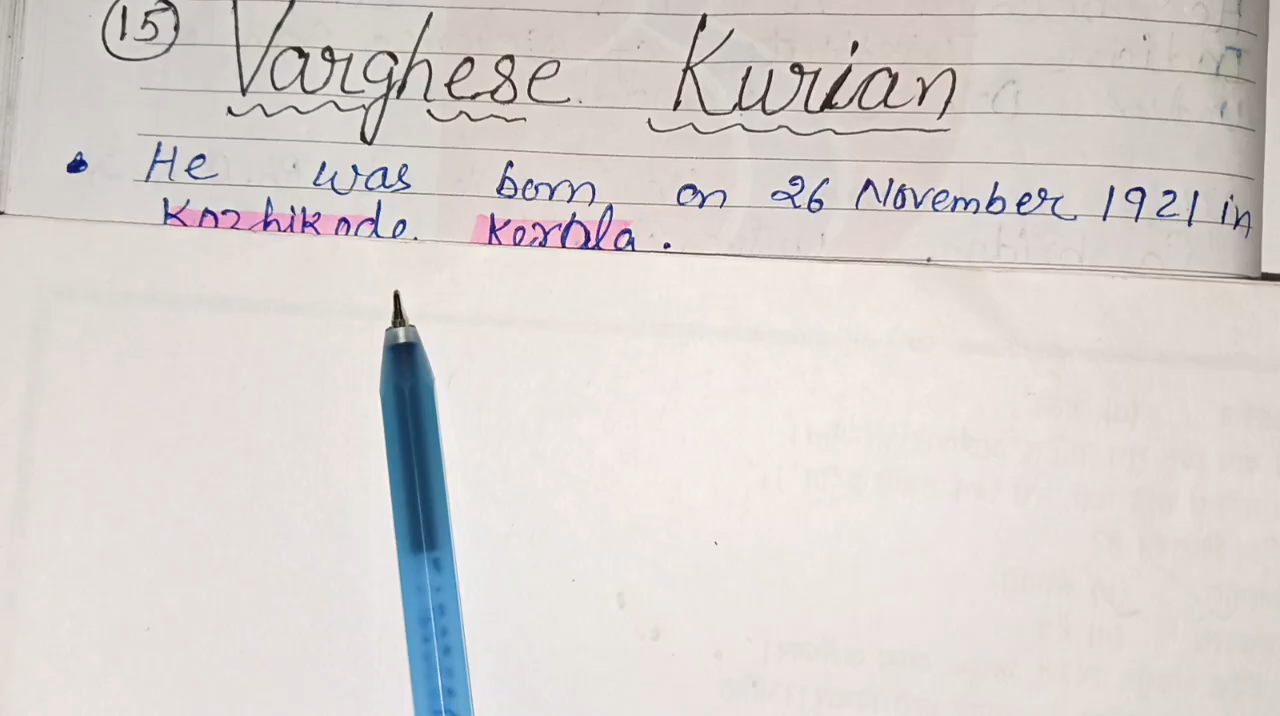 15 Varghese Kurian
He was born on 26 November 1921 in
Kozhikode. Kerala.